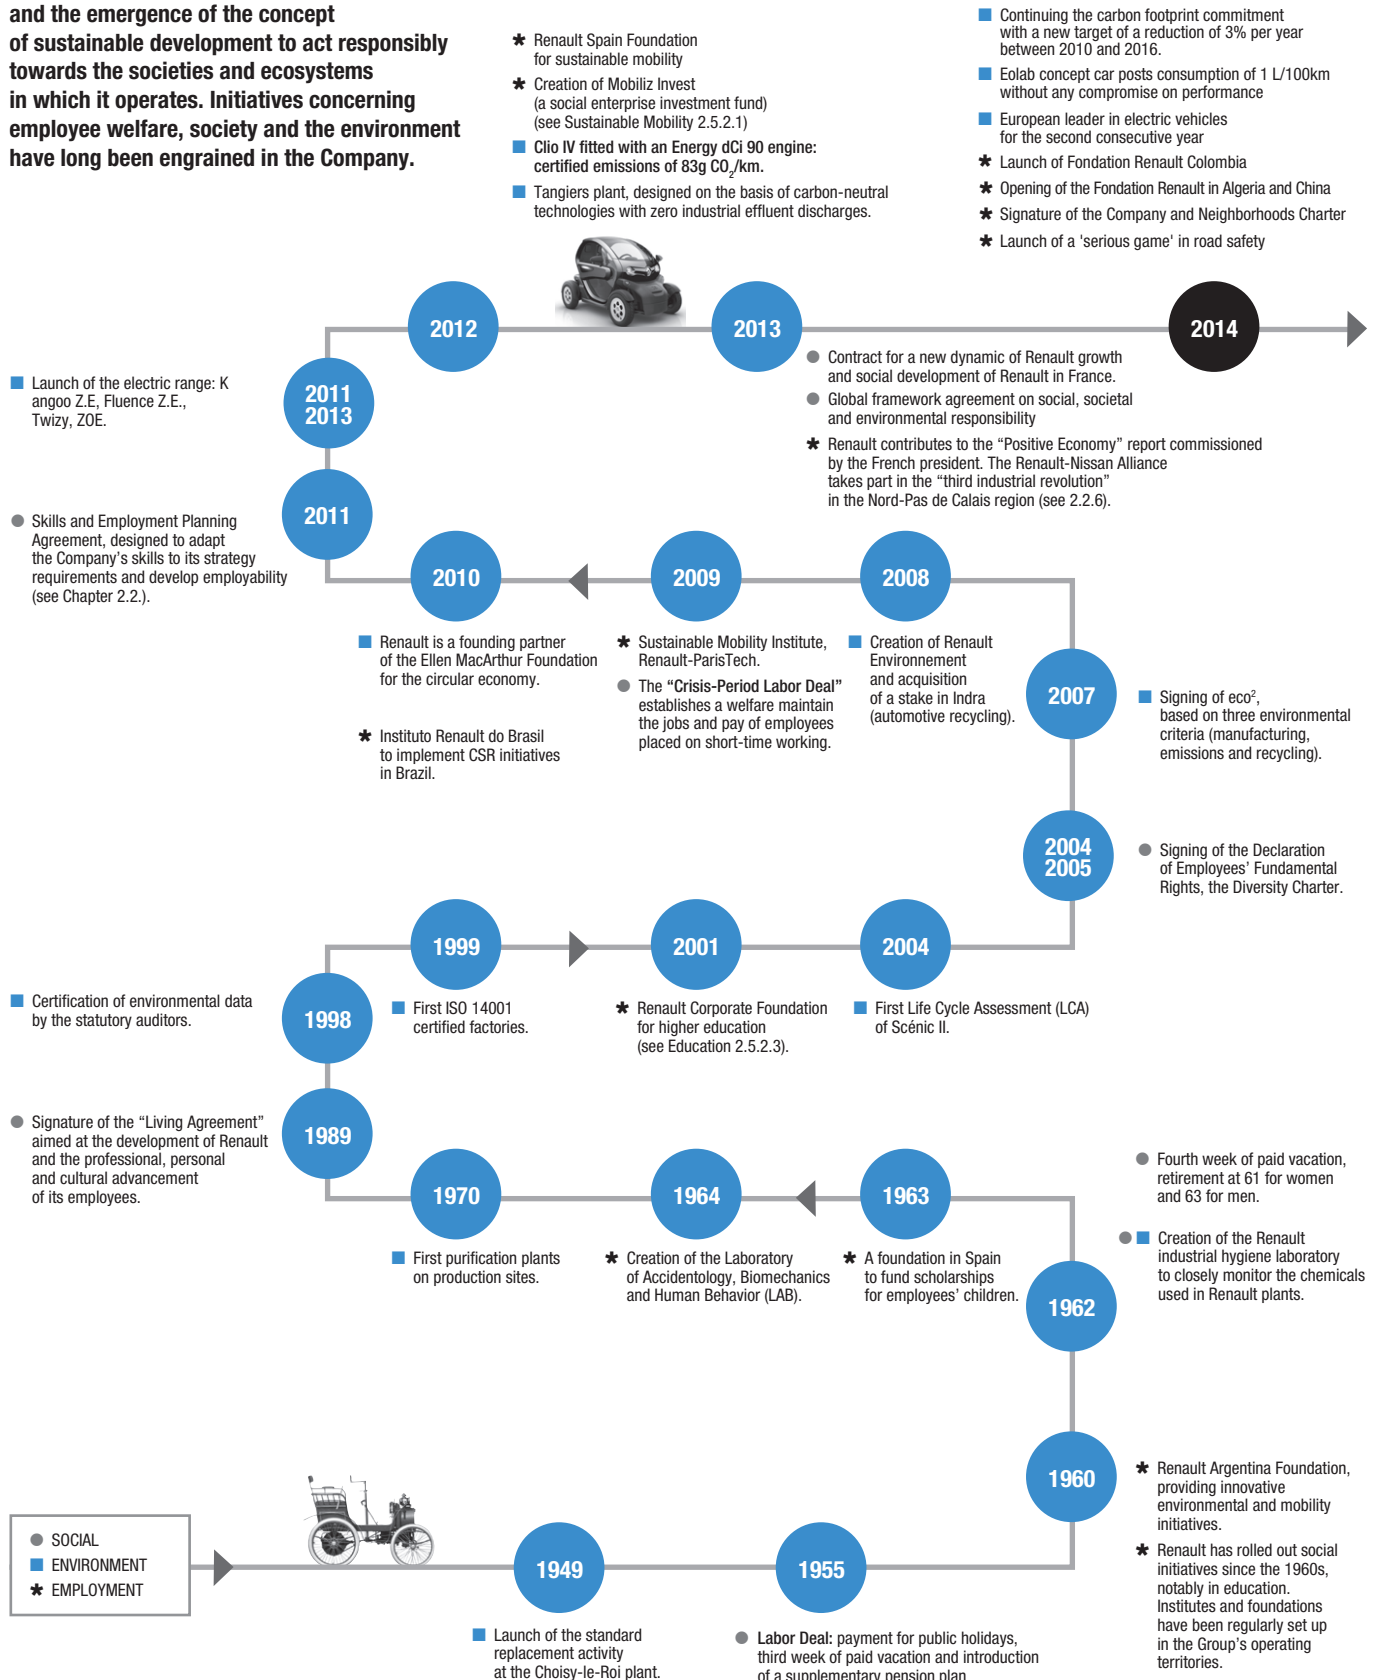 and the emergence of the concept
of sustainable development to act responsibly
towards the societies and ecosystems
in which it operates. Initiatives concerning
employee welfare, society and the environment
have long been engrained in the Company.
✱ Renault Spain Foundation
for sustainable mobility
✱ Creation of Mobiliz Invest
(a social enterprise investment fund)
(see Sustainable Mobility 2.5.2.1)
■ Clio IV fitted with an Energy dCi 90 engine:
certified emissions of 83g CO₂/km.
■ Tangiers plant, designed on the basis of carbon-neutral
technologies with zero industrial effluent discharges.
■ Continuing the carbon footprint commitment
with a new target of a reduction of 3% per year
between 2010 and 2016.
■ Eolab concept car posts consumption of 1 L/100km
without any compromise on performance
■ European leader in electric vehicles
for the second consecutive year
✱ Launch of Fondation Renault Colombia
✱ Opening of the Fondation Renault in Algeria and China
✱ Signature of the Company and Neighborhoods Charter
✱ Launch of a 'serious game' in road safety
2012
2013
2014
2011
2013
■ Launch of the electric range: K
angoo Z.E, Fluence Z.E.,
Twizy, ZOE.
● Contract for a new dynamic of Renault growth
and social development of Renault in France.
● Global framework agreement on social, societal
and environmental responsibility
✱ Renault contributes to the “Positive Economy” report commissioned
by the French president. The Renault-Nissan Alliance
takes part in the “third industrial revolution”
in the Nord-Pas de Calais region (see 2.2.6).
2011
● Skills and Employment Planning
Agreement, designed to adapt
the Company’s skills to its strategy
requirements and develop employability
(see Chapter 2.2.).
2010
2009
2008
■ Renault is a founding partner
of the Ellen MacArthur Foundation
for the circular economy.
✱ Instituto Renault do Brasil
to implement CSR initiatives
in Brazil.
✱ Sustainable Mobility Institute,
Renault-ParisTech.
● The “Crisis-Period Labor Deal”
establishes a welfare maintain
the jobs and pay of employees
placed on short-time working.
■ Creation of Renault
Environnement
and acquisition
of a stake in Indra
(automotive recycling).
2007
■ Signing of eco²,
based on three environmental
criteria (manufacturing,
emissions and recycling).
2004
2005
● Signing of the Declaration
of Employees’ Fundamental
Rights, the Diversity Charter.
1999
2001
2004
■ First ISO 14001
certified factories.
✱ Renault Corporate Foundation
for higher education
(see Education 2.5.2.3).
■ First Life Cycle Assessment (LCA)
of Scénic II.
1998
■ Certification of environmental data
by the statutory auditors.
1989
● Signature of the “Living Agreement”
aimed at the development of Renault
and the professional, personal
and cultural advancement
of its employees.
1970
1964
1963
■ First purification plants
on production sites.
✱ Creation of the Laboratory
of Accidentology, Biomechanics
and Human Behavior (LAB).
✱ A foundation in Spain
to fund scholarships
for employees’ children.
1962
● Fourth week of paid vacation,
retirement at 61 for women
and 63 for men.
● ■ Creation of the Renault
industrial hygiene laboratory
to closely monitor the chemicals
used in Renault plants.
1960
✱ Renault Argentina Foundation,
providing innovative
environmental and mobility
initiatives.
✱ Renault has rolled out social
initiatives since the 1960s,
notably in education.
Institutes and foundations
have been regularly set up
in the Group’s operating
territories.
● SOCIAL
■ ENVIRONMENT
✱ EMPLOYMENT
1949
1955
■ Launch of the standard
replacement activity
at the Choisy-le-Roi plant.
● Labor Deal: payment for public holidays,
third week of paid vacation and introduction
of a supplementary pension plan